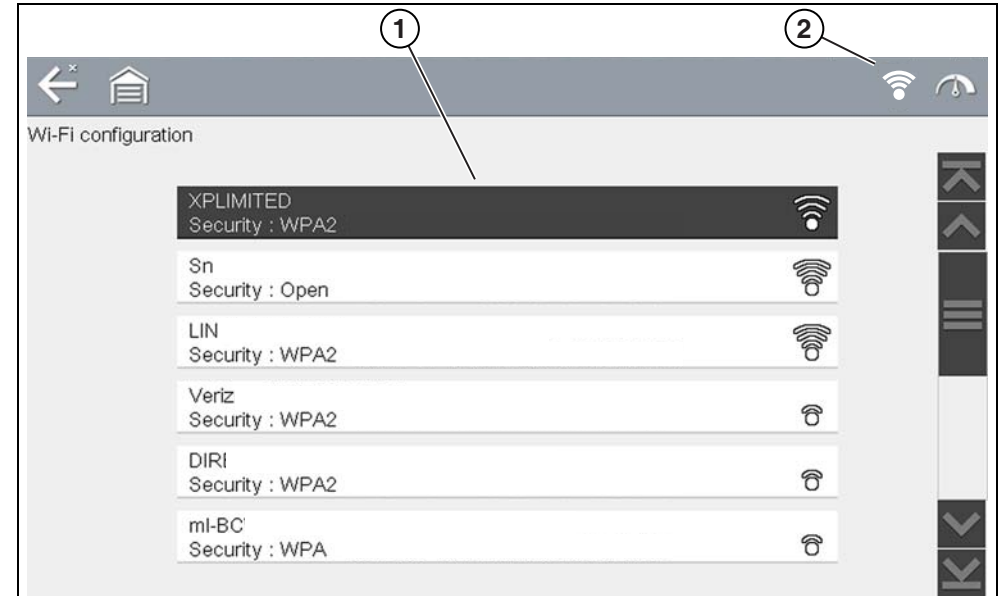 1
2
Wi-Fi configuration
XPLIMITED
Security : WPA2
Sn
Security : Open
LIN
Security : WPA2
Veriz
Security : WPA2
DIRE
Security : WPA2
ml-BC
Security : WPA